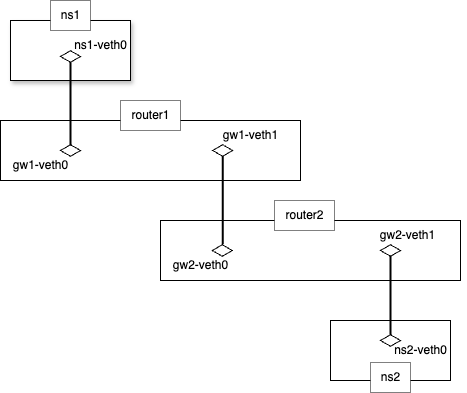 ns1
ns1-veth0
router1
gw1-veth1
gw1-veth0
router2
gw2-veth1
gw2-veth0
ns2-veth0
ns2